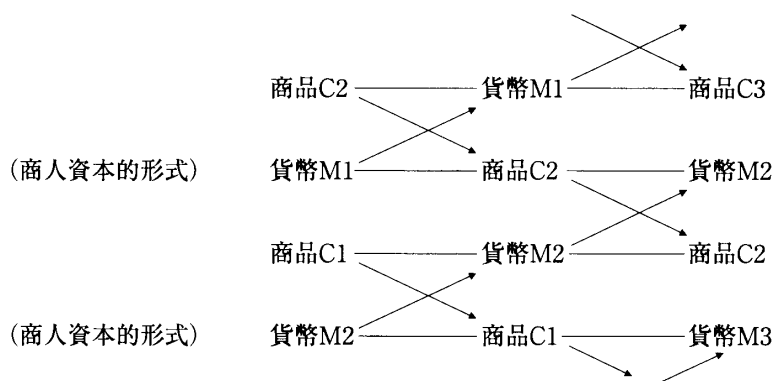 商品C2 貨幣M1 商品C3
(商人資本的形式) 貨幣M1 商品C2 貨幣M2
商品C1 貨幣M2 商品C2
(商人資本的形式) 貨幣M2 商品C1 貨幣M3